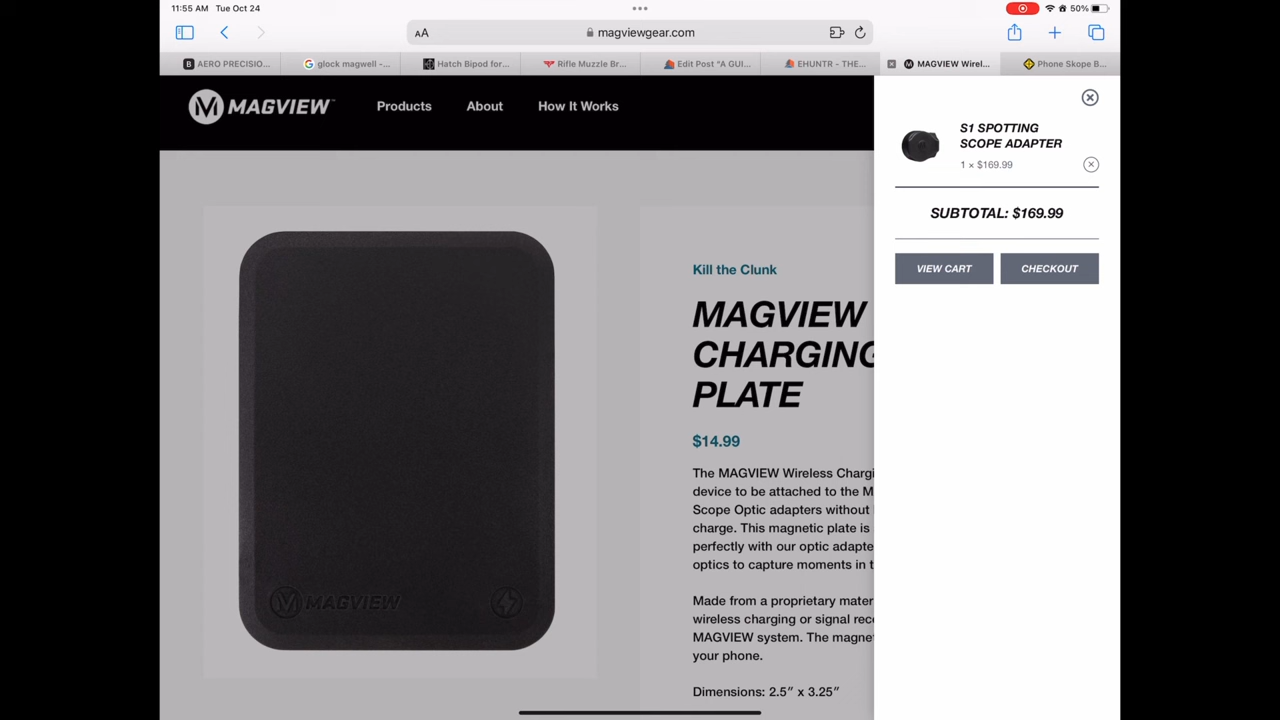 11:55 AM Tue Oct 24
50%
AA
magviewgear.com
AERO PRECISIO...
glock magwell -...
Hatch Bipod for...
Rifle Muzzle Br...
Edit Post “A GUI...
EHUNTR - THE...
MAGVIEW Wirel...
Phone Skope B...
MAGVIEW™
Products
About
How It Works
S1 SPOTTING
SCOPE ADAPTER
1 × $169.99
SUBTOTAL: $169.99
VIEW CART
CHECKOUT
Kill the Clunk
MAGVIEW
CHARGING
PLATE
$14.99
The MAGVIEW Wireless Chargi
device to be attached to the M
Scope Optic adapters without
charge. This magnetic plate is
perfectly with our optic adapte
optics to capture moments in t
Made from a proprietary mater
wireless charging or signal rece
MAGVIEW system. The magne
your phone.
Dimensions: 2.5″ x 3.25″
MAGVIEW